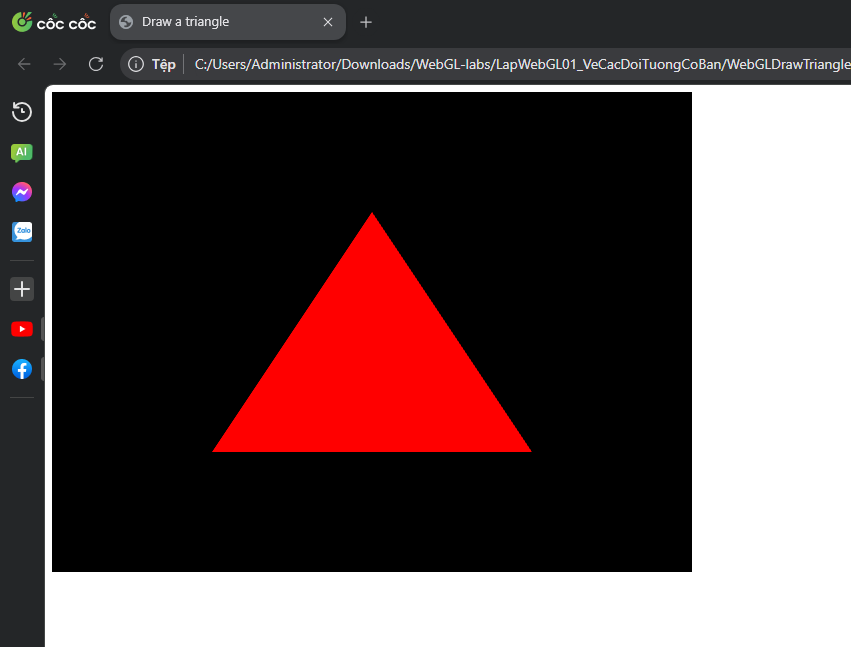 cốc cốc
Draw a triangle
Tệp
C:/Users/Administrator/Downloads/WebGL-labs/LapWebGL01_VeCacDoiTuongCoBan/WebGLDrawTriangle
AI
Zalo